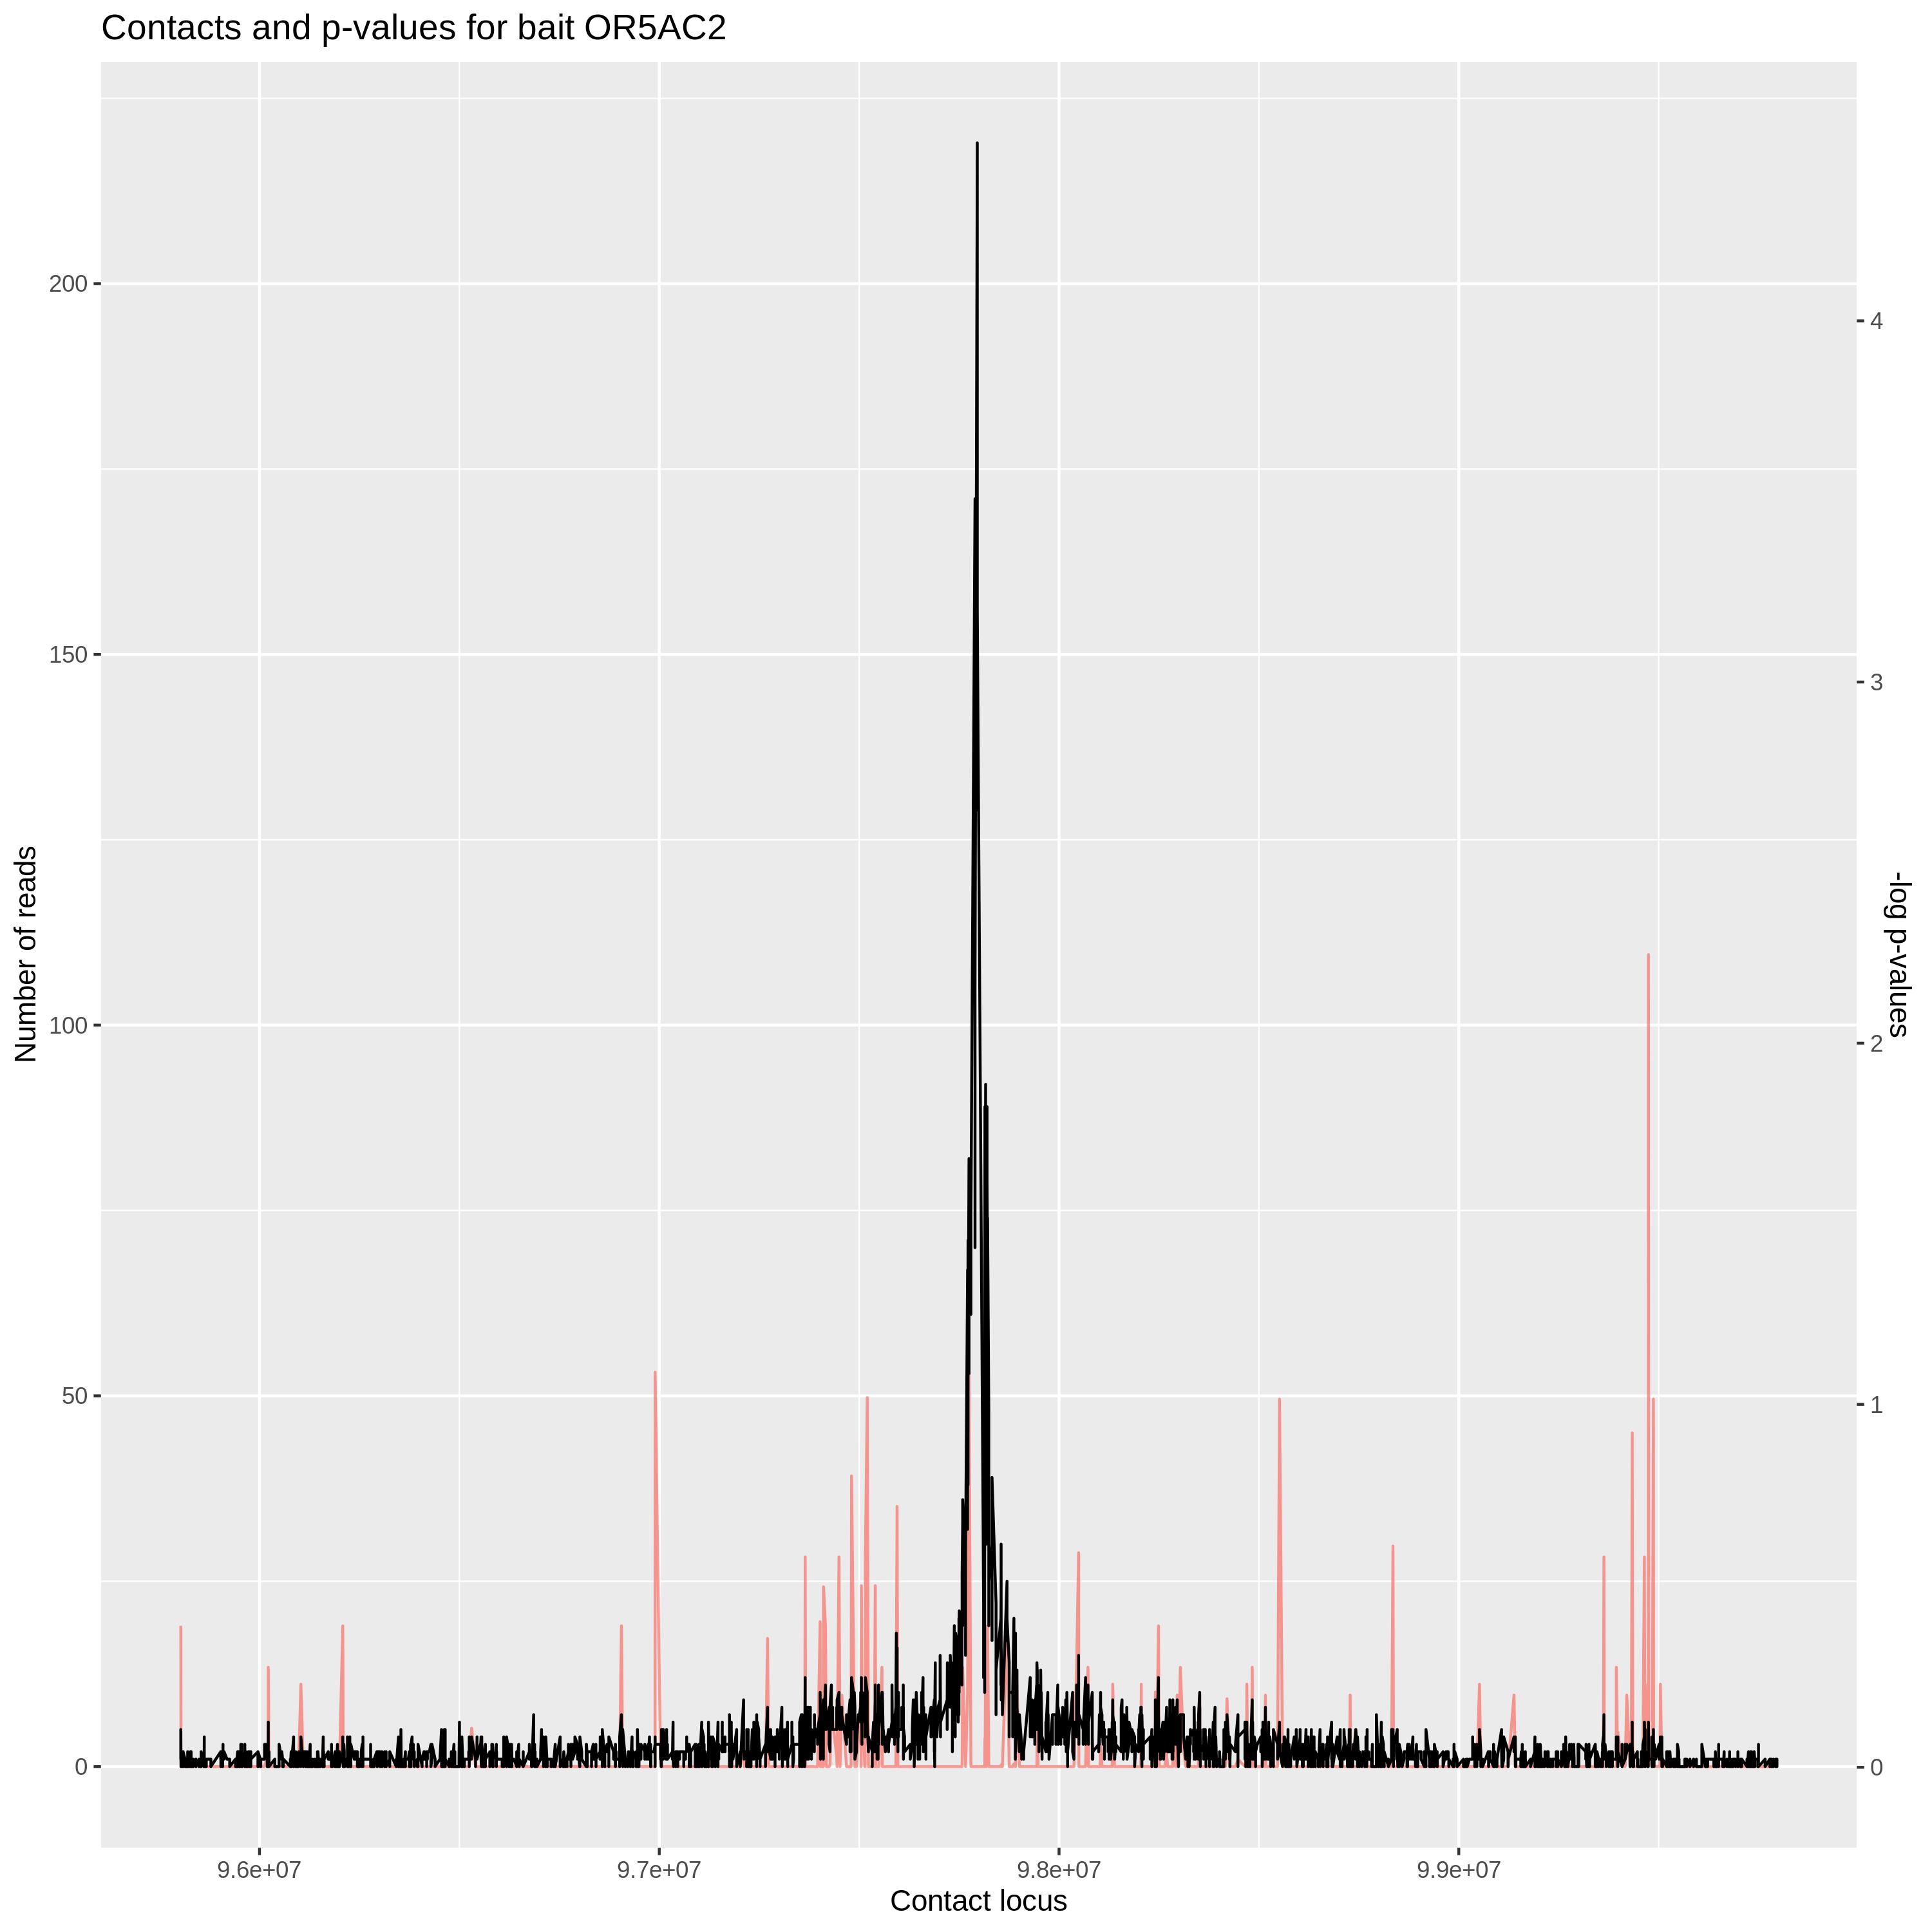 Contacts and p-values for bait OR5AC2
200
150
100
50
0
4
3
2
1
0
Number of reads
-log p-values
9.6e+07
9.7e+07
9.8e+07
9.9e+07
Contact locus